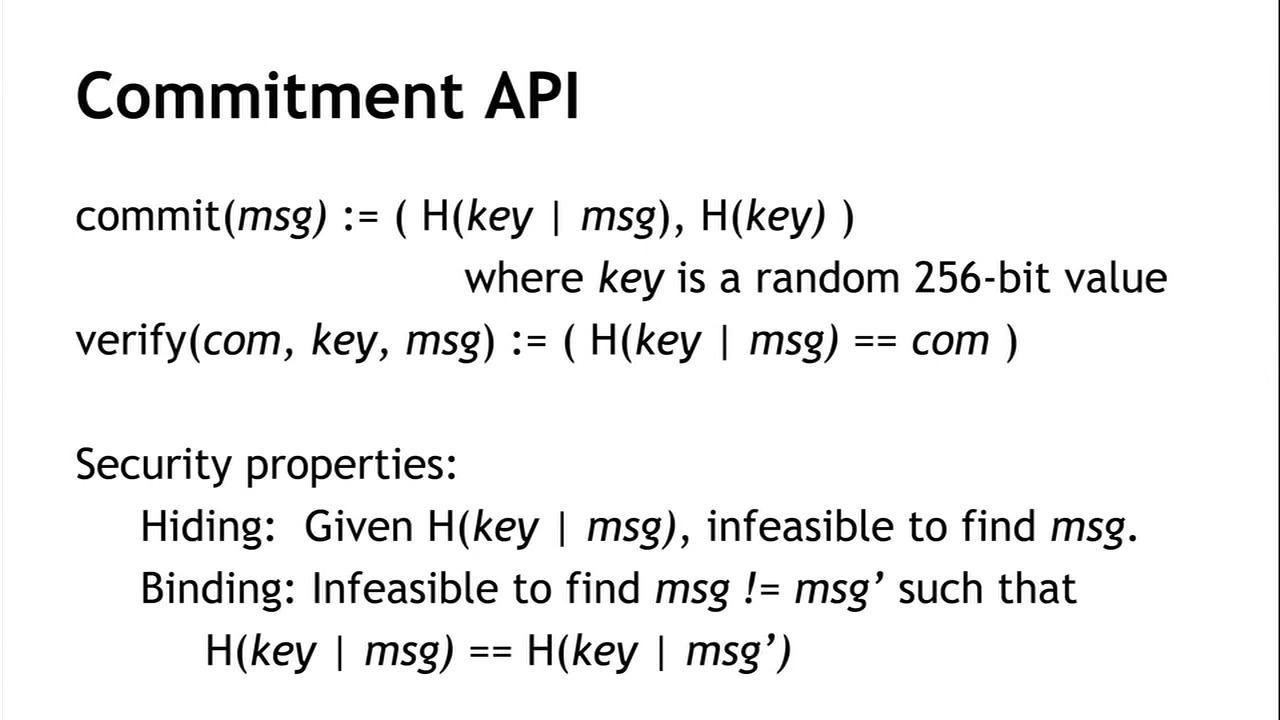 Commitment API
commit(msg) := ( H(key | msg), H(key) )
where key is a random 256-bit value
verify(com, key, msg) := ( H(key | msg) == com )
Security properties:
Hiding: Given H(key | msg), infeasible to find msg.
Binding: Infeasible to find msg != msg’ such that
H(key | msg) == H(key | msg’)